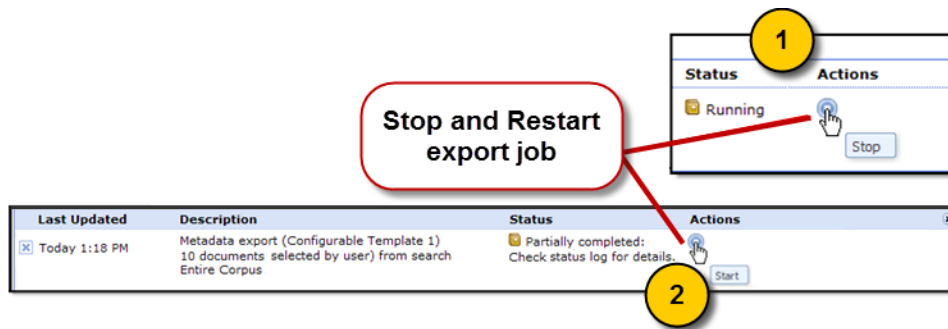 1
Status Actions
Running
Stop
Stop and Restart
export job
Last Updated Description Status Actions
Today 1:18 PM Metadata export (Configurable Template 1) Partially completed:
10 documents selected by user) from search Check status log for details.
Entire Corpus
Start
2